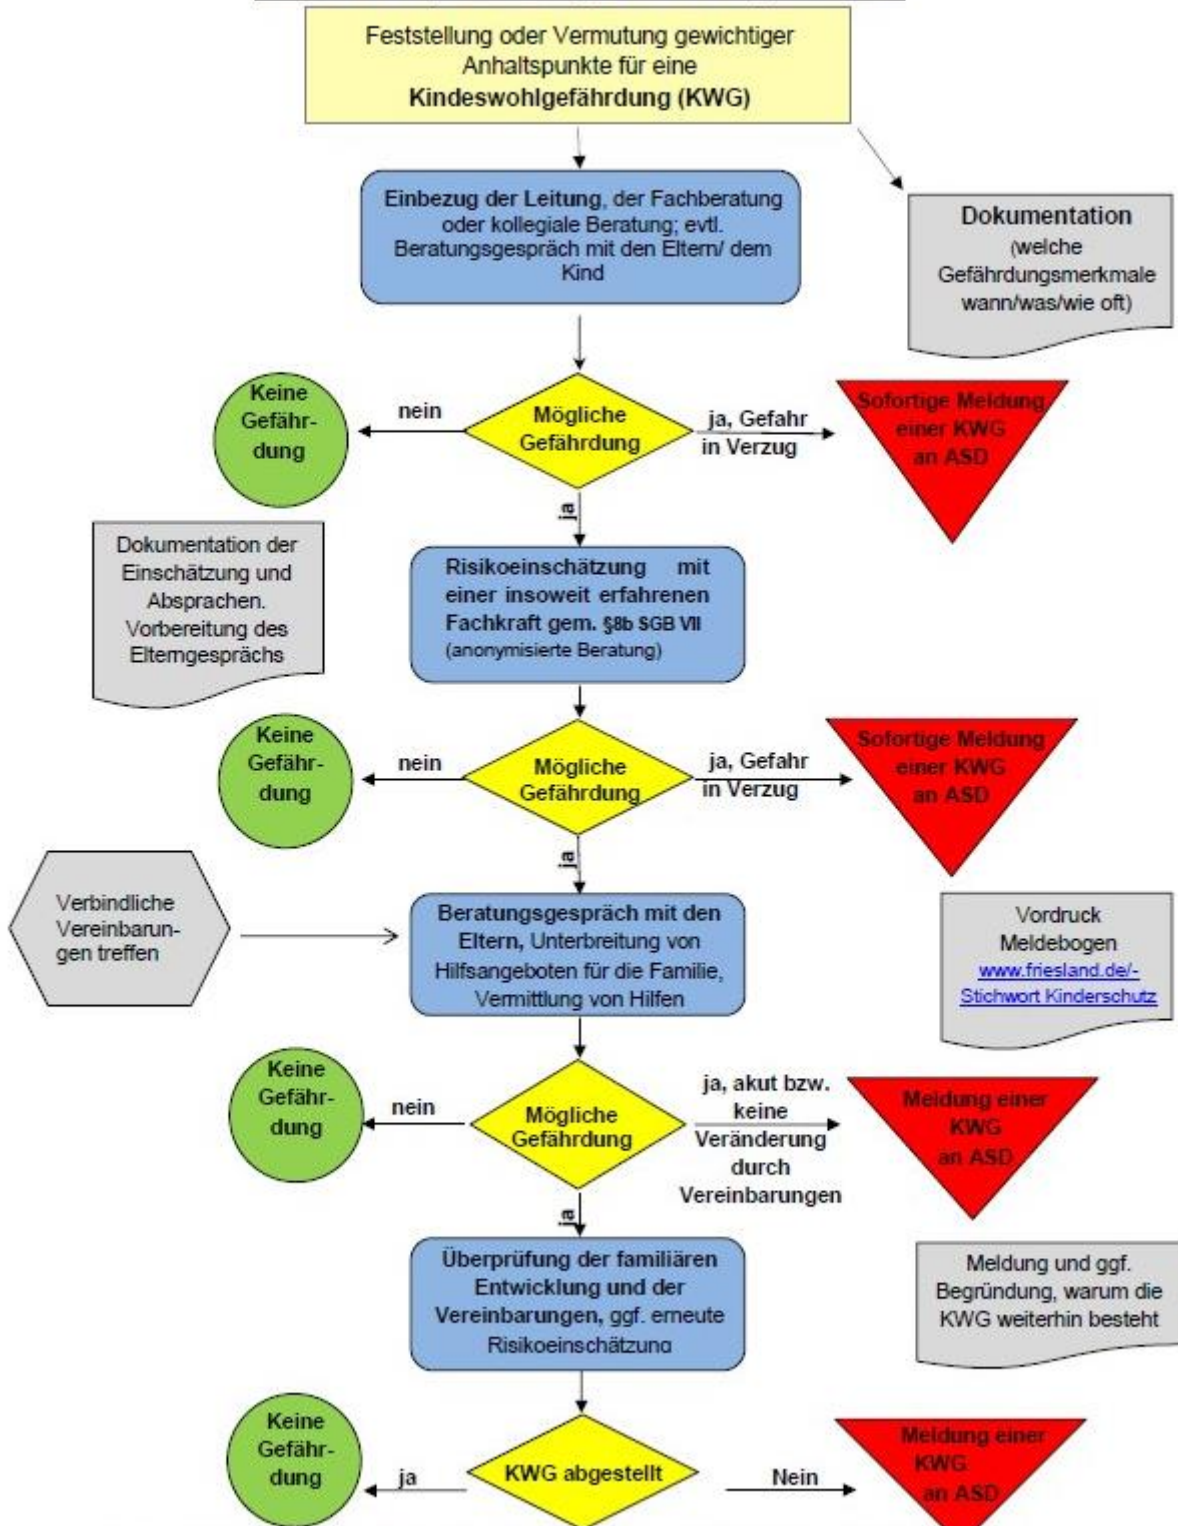 Feststellung oder Vermutung gewichtiger
Anhaltspunkte für eine
Kindeswohlgefährdung (KWG)
Einbezug der Leitung, der Fachberatung
oder kollegiale Beratung; evtl.
Beratungsgespräch mit den Eltern/ dem
Kind
Dokumentation
(welche
Gefährdungsmerkmale
wann/was/wie oft)
Keine
Gefähr-
dung
nein
Mögliche
Gefährdung
ja, Gefahr
in Verzug
Sofortige Meldung
einer KWG
an ASD
ja
Dokumentation der
Einschätzung und
Absprachen.
Vorbereitung des
Elterngesprächs
Risikoeinschätzung mit
einer insoweit erfahrenen
Fachkraft gem. §8b SGB VII
(anonymisierte Beratung)
Keine
Gefähr-
dung
nein
Mögliche
Gefährdung
ja, Gefahr
in Verzug
Sofortige Meldung
einer KWG
an ASD
ja
Verbindliche
Vereinbarun-
gen treffen
Beratungsgespräch mit den
Eltern, Unterbreitung von
Hilfsangeboten für die Familie,
Vermittlung von Hilfen
Vordruck
Meldebogen
www.friesland.de/-
Stichwort Kinderschutz
Keine
Gefähr-
dung
nein
Mögliche
Gefährdung
ja, akut bzw.
keine
Veränderung
durch
Vereinbarungen
Meldung einer
KWG
an ASD
ja
Überprüfung der familiären
Entwicklung und der
Vereinbarungen, ggf. erneute
Risikoeinschätzung
Meldung und ggf.
Begründung, warum die
KWG weiterhin besteht
Keine
Gefähr-
dung
ja
KWG abgestellt
Nein
Meldung einer
KWG
an ASD